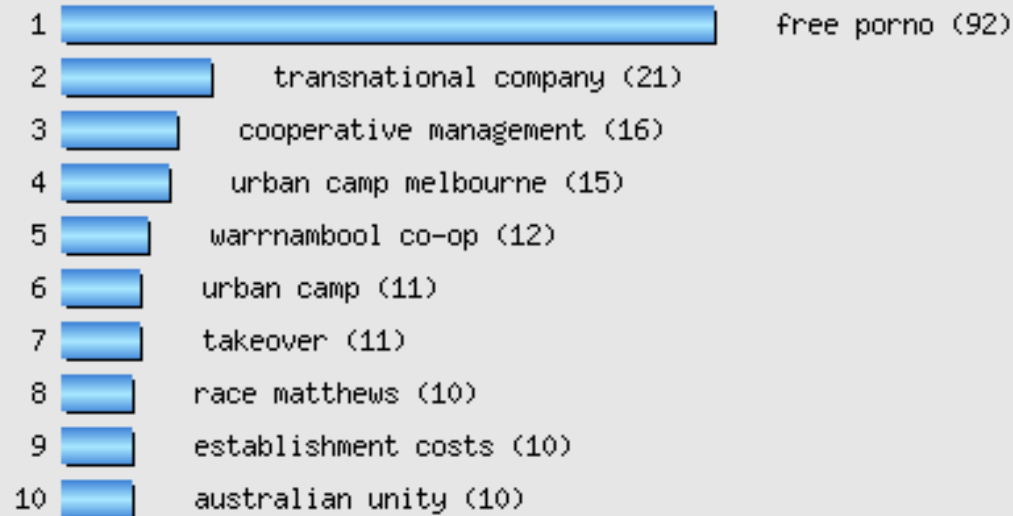 1 free porno (92)
2 transnational company (21)
3 cooperative management (16)
4 urban camp melbourne (15)
5 warrnambool co-op (12)
6 urban camp (11)
7 takeover (11)
8 race matthews (10)
9 establishment costs (10)
10 australian unity (10)